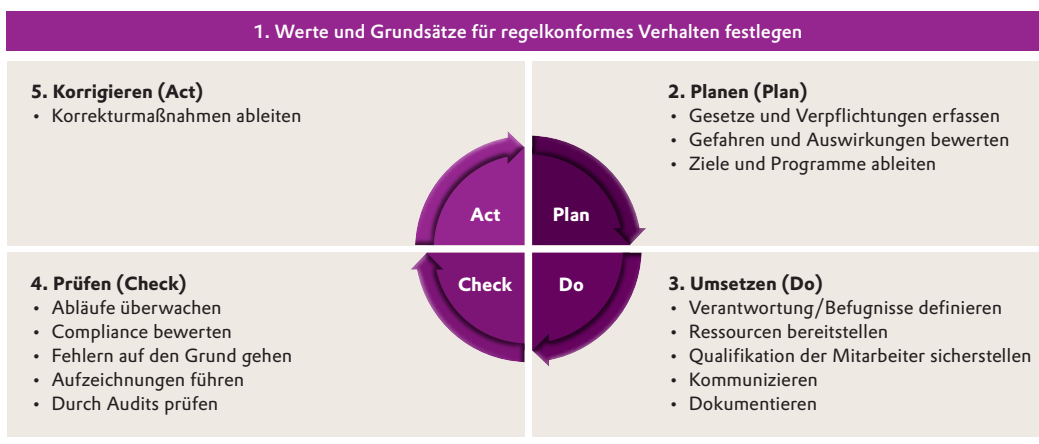 1. Werte und Grundsätze für regelkonformes Verhalten festlegen
5. Korrigieren (Act)
• Korrekturmaßnahmen ableiten
2. Planen (Plan)
• Gesetze und Verpflichtungen erfassen
• Gefahren und Auswirkungen bewerten
• Ziele und Programme ableiten
Act
Plan
Check
Do
4. Prüfen (Check)
• Abläufe überwachen
• Compliance bewerten
• Fehlern auf den Grund gehen
• Aufzeichnungen führen
• Durch Audits prüfen
3. Umsetzen (Do)
• Verantwortung/Befugnisse definieren
• Ressourcen bereitstellen
• Qualifikation der Mitarbeiter sicherstellen
• Kommunizieren
• Dokumentieren